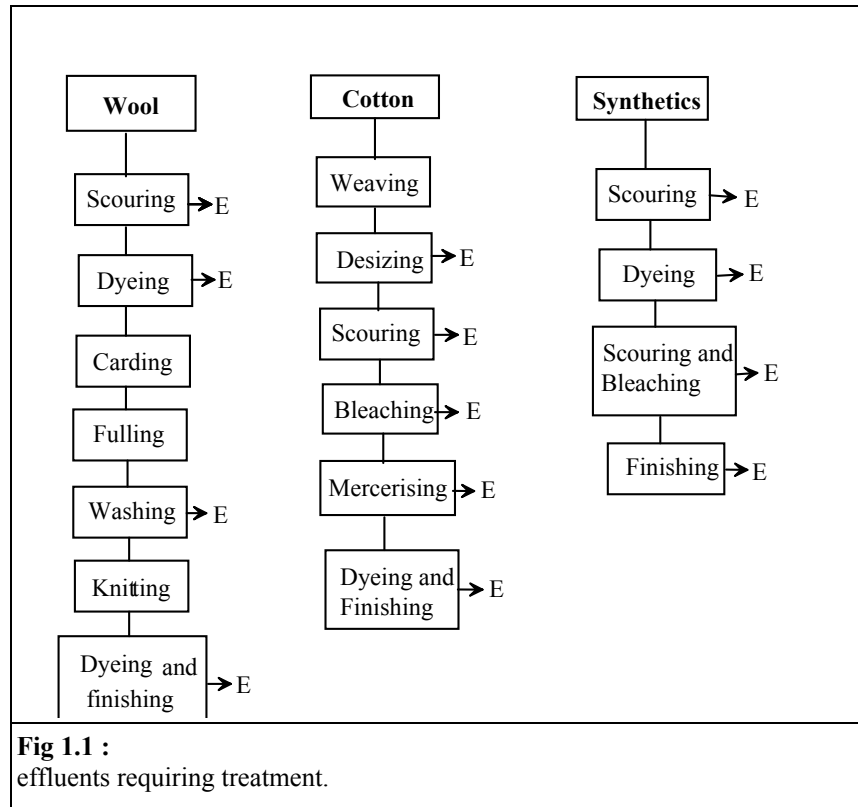 Wool
Scouring
E
Dyeing
E
Carding
Fulling
Washing
E
Knitting
Dyeing and
finishing
E
Cotton
Weaving
Desizing
E
Scouring
E
Bleaching
E
Mercerising
E
Dyeing and
Finishing
E
Synthetics
Scouring
E
Dyeing
E
Scouring and
Bleaching
E
Finishing
E
Fig 1.1 :
effluents requiring treatment.